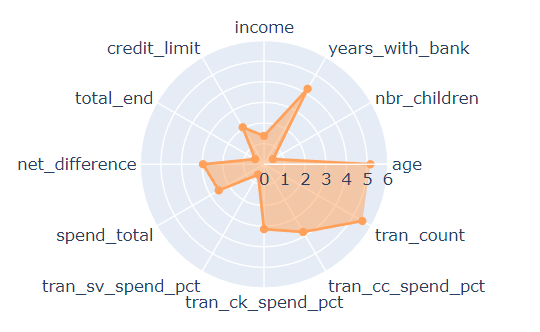 income
credit_limit
years_with_bank
total_end
nbr_children
net_difference
age
0 1 2 3 4 5 6
spend_total
tran_count
tran_sv_spend_pct
tran_cc_spend_pct
tran_ck_spend_pct